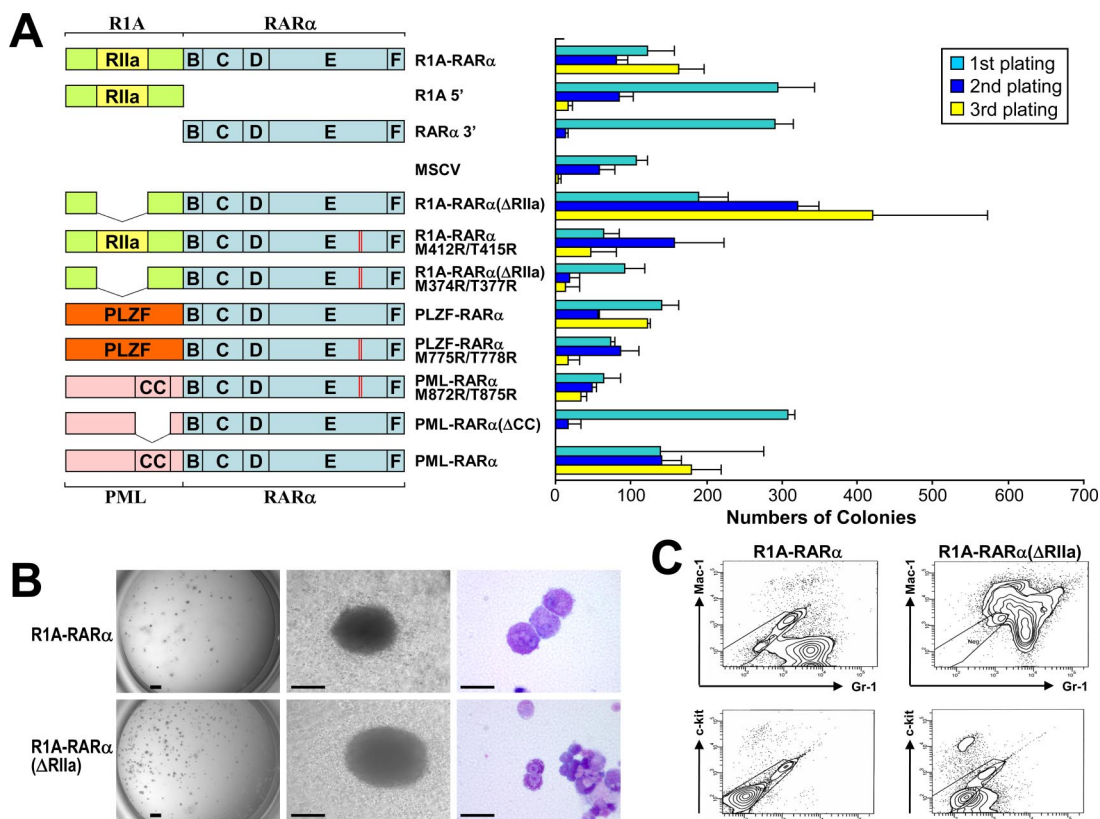 A
R1A RARα
RIIa B C D E F R1A-RARα
RIIa R1A 5’
B C D E F RARα 3’
MSCV
B C D E F R1A-RARα(ΔRIIa)
RIIa B C D E F R1A-RARα
M412R/T415R
B C D E F R1A-RARα(ΔRIIa)
M374R/T377R
PLZF B C D E F PLZF-RARα
PLZF B C D E F PLZF-RARα
M775R/T778R
CC B C D E F PML-RARα
M872R/T875R
B C D E F PML-RARα(ΔCC)
CC B C D E F PML-RARα
PML RARα
1st plating
2nd plating
3rd plating
0 100 200 300 400 500 600 700
Numbers of Colonies
B
R1A-RARα
R1A-RARα
(ΔRIIa)
C
R1A-RARα R1A-RARα(ΔRIIa)
Mac-1 Mac-1
Neg
Gr-1 Gr-1
c-kit c-kit